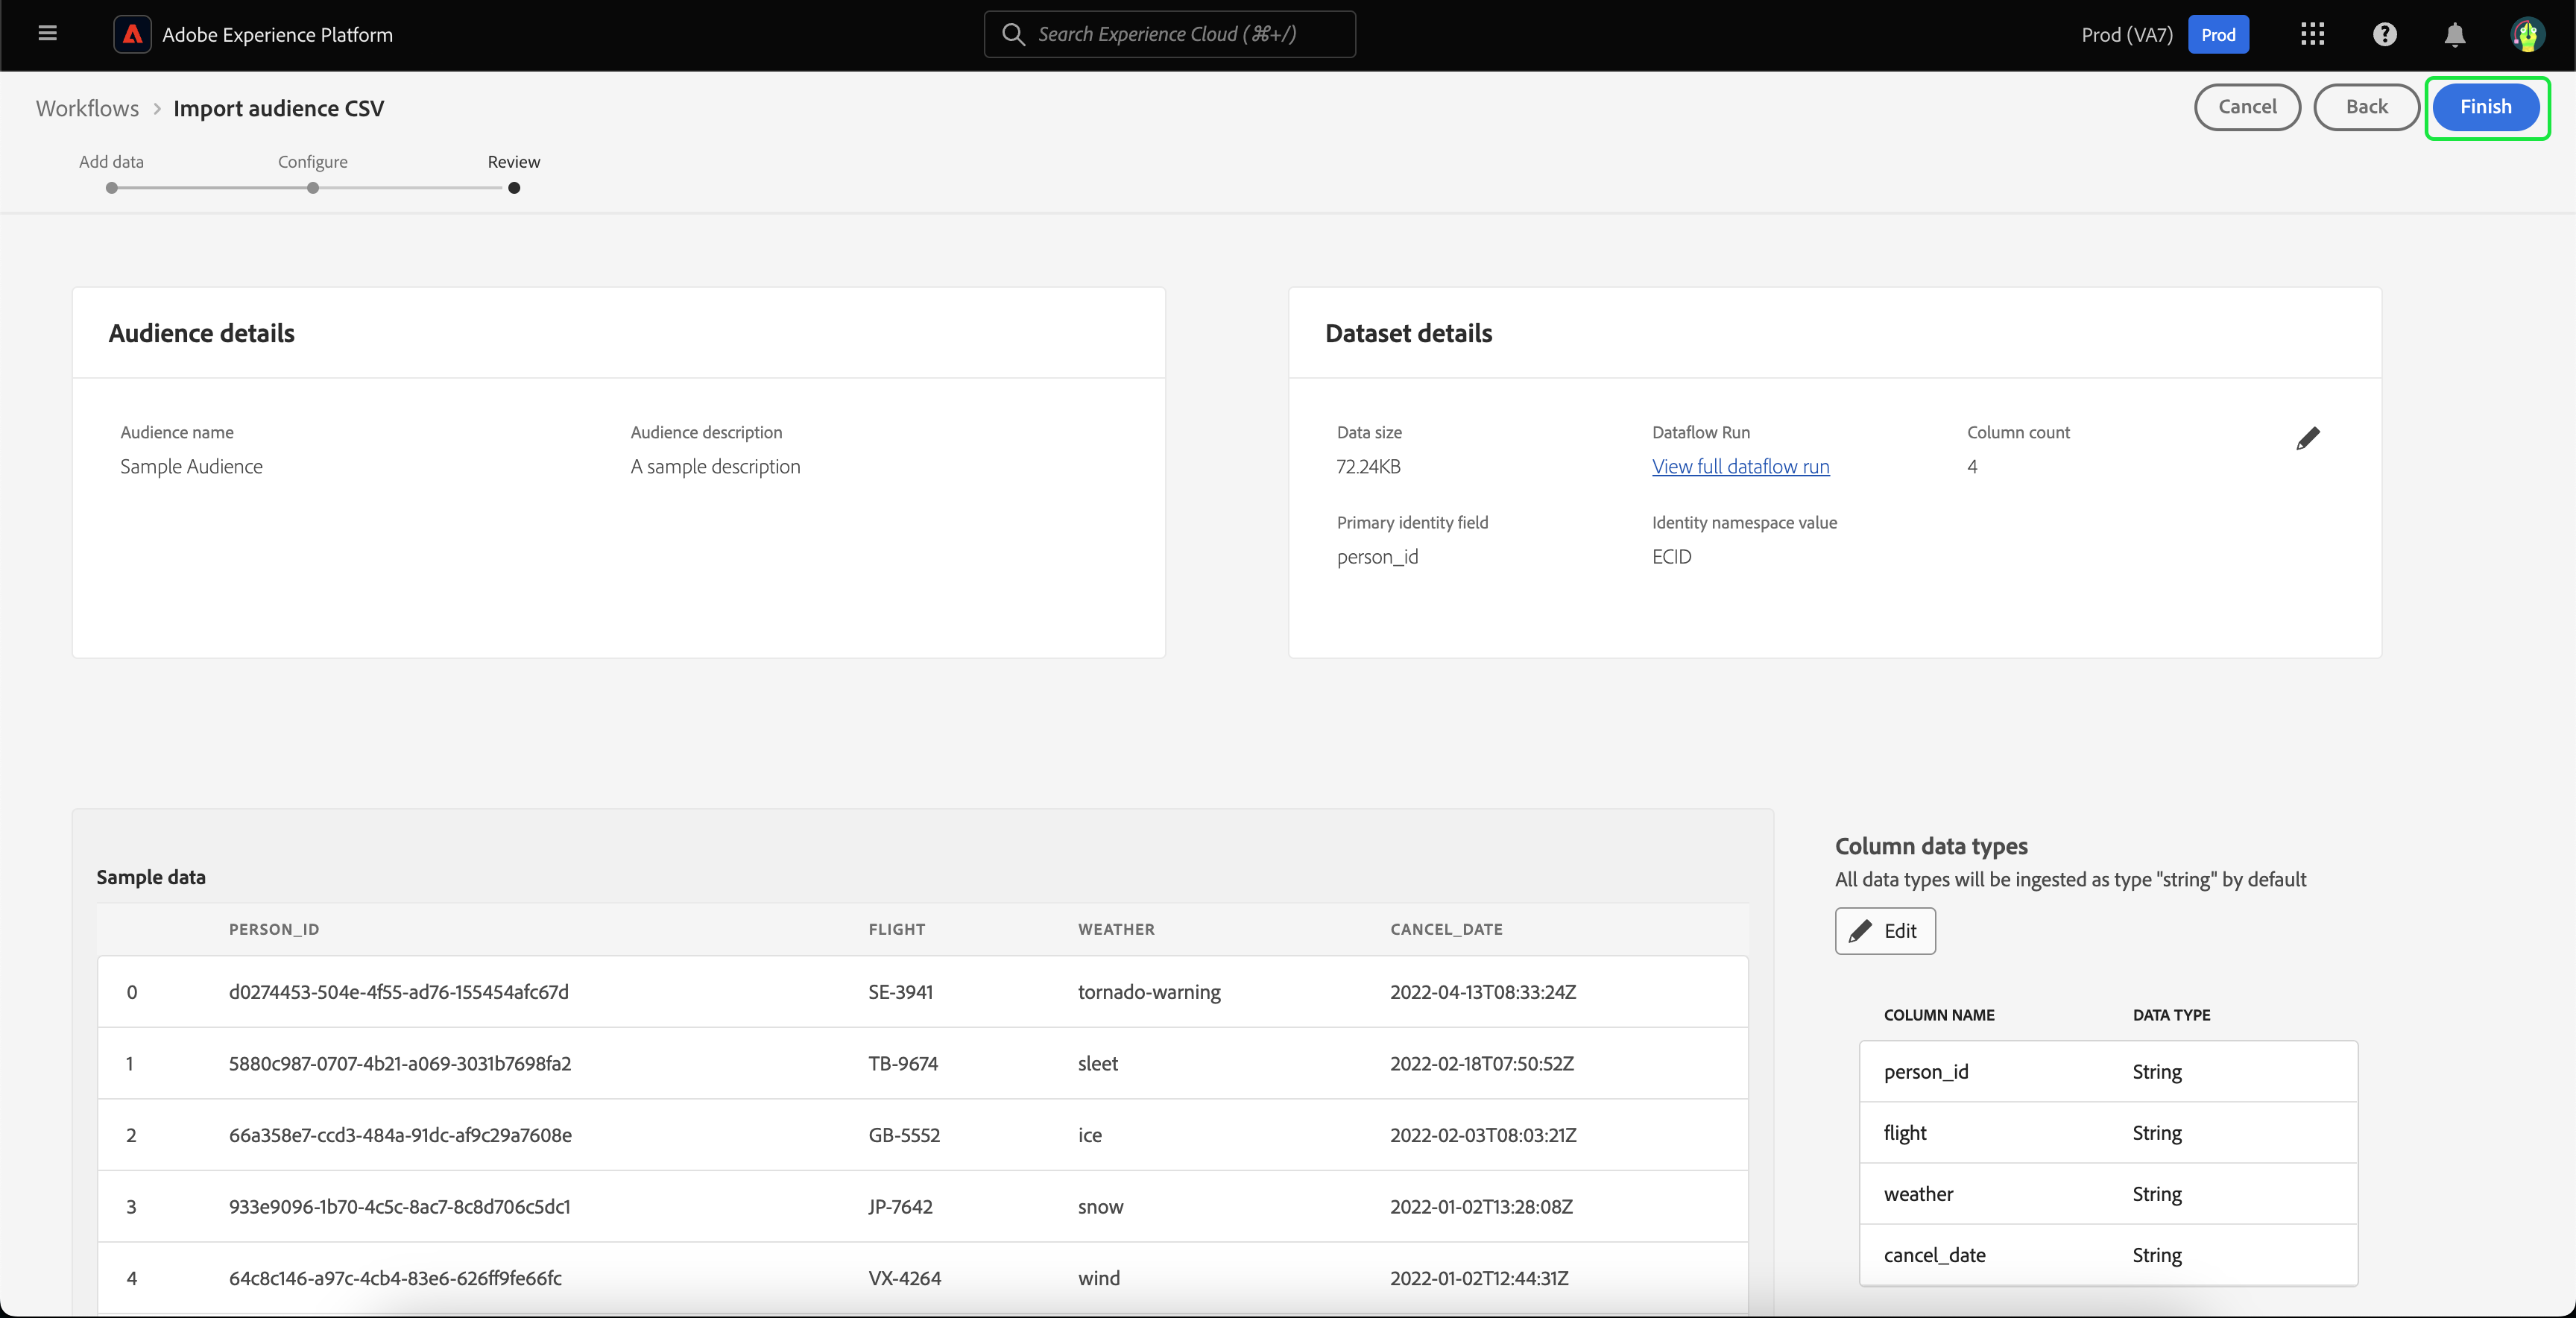 Adobe Experience Platform
Search Experience Cloud (⌘+/)
Prod (VA7)
Prod
Workflows > Import audience CSV
Cancel
Back
Finish
Add data
Configure
Review
Audience details
Audience name
Audience description
Sample Audience
A sample description
Dataset details
Data size
Dataflow Run
Column count
72.24KB
View full dataflow run
4
Primary identity field
Identity namespace value
person_id
ECID
Sample data
PERSON_ID FLIGHT WEATHER CANCEL_DATE
0 d0274453-504e-4f55-ad76-155454afc67d SE-3941 tornado-warning 2022-04-13T08:33:24Z
1 5880c987-0707-4b21-a069-3031b7698fa2 TB-9674 sleet 2022-02-18T07:50:52Z
2 66a358e7-ccd3-484a-91dc-af9c29a7608e GB-5552 ice 2022-02-03T08:03:21Z
3 933e9096-1b70-4c5c-8ac7-8c8d706c5dc1 JP-7642 snow 2022-01-02T13:28:08Z
4 64c8c146-a97c-4cb4-83e6-626ff9fe66fc VX-4264 wind 2022-01-02T12:44:31Z
Column data types
All data types will be ingested as type "string" by default
Edit
COLUMN NAME DATA TYPE
person_id String
flight String
weather String
cancel_date String